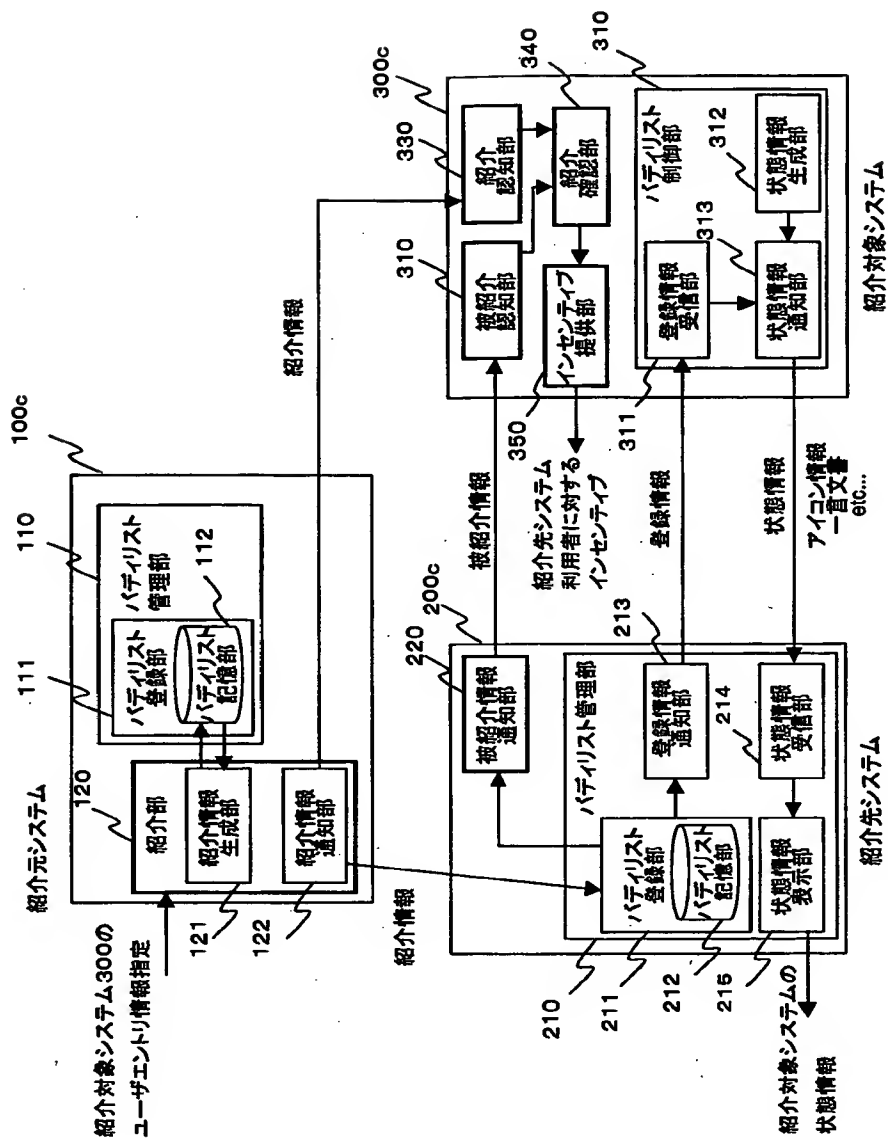 紹介元システム
100c
紹介対象システム300の
ユーザエントリ情報指定
120
紹介部
紹介情報
生成部
121
紹介情報
通知部
122
110
バディリスト
管理部
111
バディリスト
登録部
112
バディリスト
記憶部
紹介情報
紹介情報
紹介先システム
200c
220
被紹介情報
通知部
バディリスト管理部
210
バディリスト
登録部
211
バディリスト
記憶部
212
登録情報
通知部
213
状態情報
受信部
214
状態情報
表示部
215
紹介対象システムの
状態情報
被紹介情報
紹介先システム
利用者に対する
インセンティブ
登録情報
状態情報
アイコン情報
一言文書
etc...
紹介対象システム
300c
310
被紹介
認知部
330
紹介
認知部
340
紹介
確認部
350
インセンティブ
提供部
310
バディリスト
制御部
311
登録情報
受信部
312
状態情報
生成部
313
状態情報
通知部